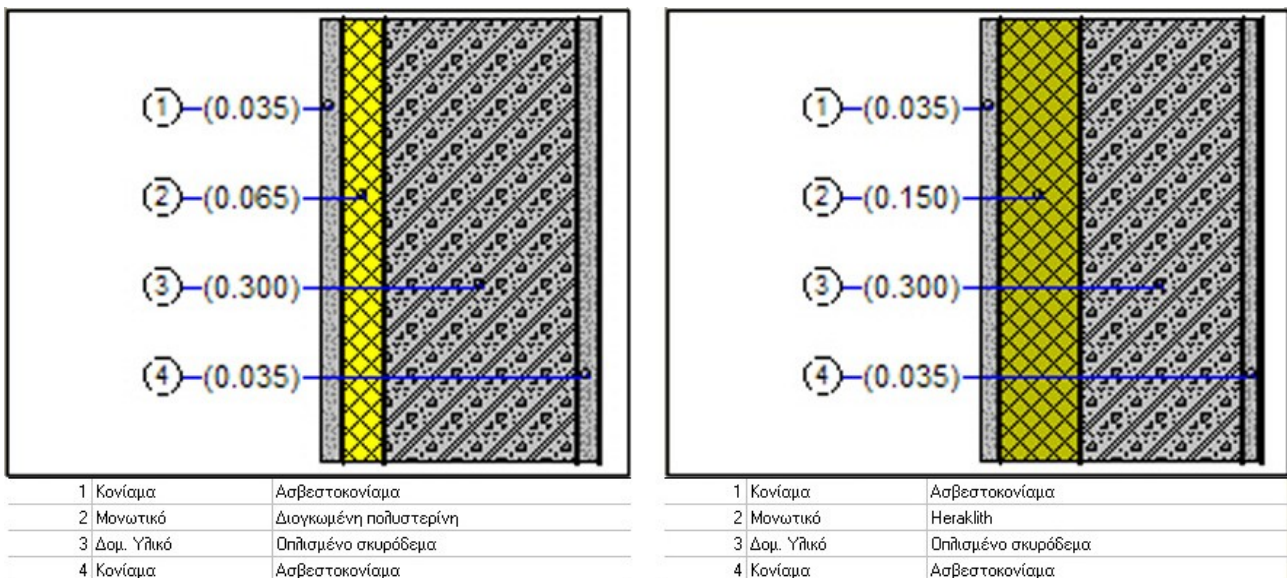 1 (0.035)
2 (0.065)
3 (0.300)
4 (0.035)
1 Κονίαμα Ασβεστοκονίαμα
2 Μονωτικό Διογκωμένη πολυστερίνη
3 Δομ. Υλικό Οπλισμένο σκυρόδεμα
4 Κονίαμα Ασβεστοκονίαμα
1 (0.035)
2 (0.150)
3 (0.300)
4 (0.035)
1 Κονίαμα Ασβεστοκονίαμα
2 Μονωτικό Heraklith
3 Δομ. Υλικό Οπλισμένο σκυρόδεμα
4 Κονίαμα Ασβεστοκονίαμα